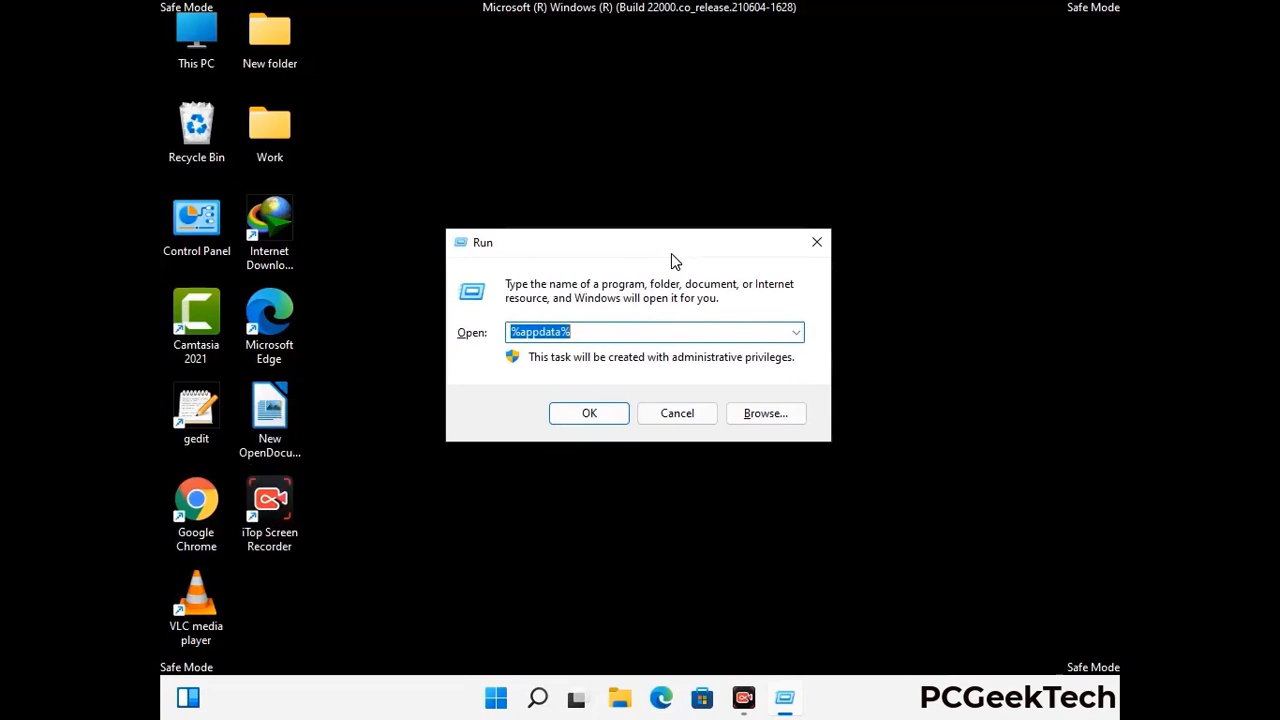 Safe Mode
Microsoft (R) Windows (R) (Build 22000.co_release.210604-1628)
Safe Mode
This PC
New folder
Recycle Bin
Work
Control Panel
Internet
Downlo...
Camtasia
2021
Microsoft
Edge
gedit
New
OpenDocu...
Google
Chrome
iTop Screen
Recorder
VLC media
player
Run
Type the name of a program, folder, document, or Internet
resource, and Windows will open it for you.
Open:
%appdata%
This task will be created with administrative privileges.
OK
Cancel
Browse...
Safe Mode
Safe Mode
PCGeekTech